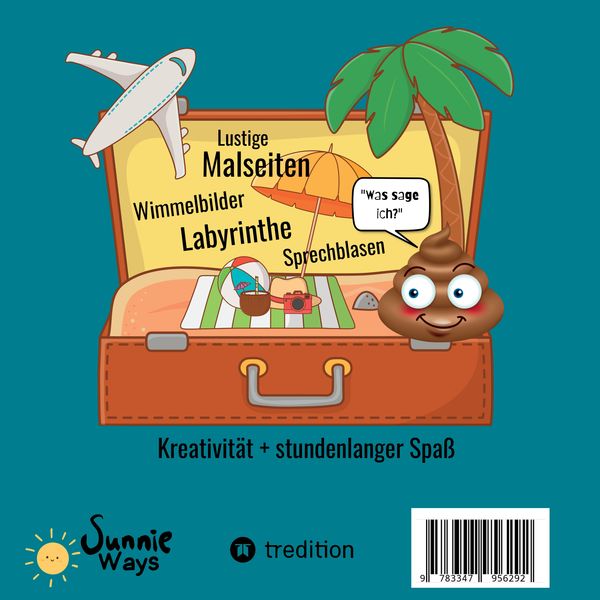 Lustige
Malseiten
Wimmelbilder
Labyrinthe
Sprechblasen
"Was sage
ich?"
Kreativität + stundenlanger Spaß
Sunnie
Ways
tredition
9 783347 956292